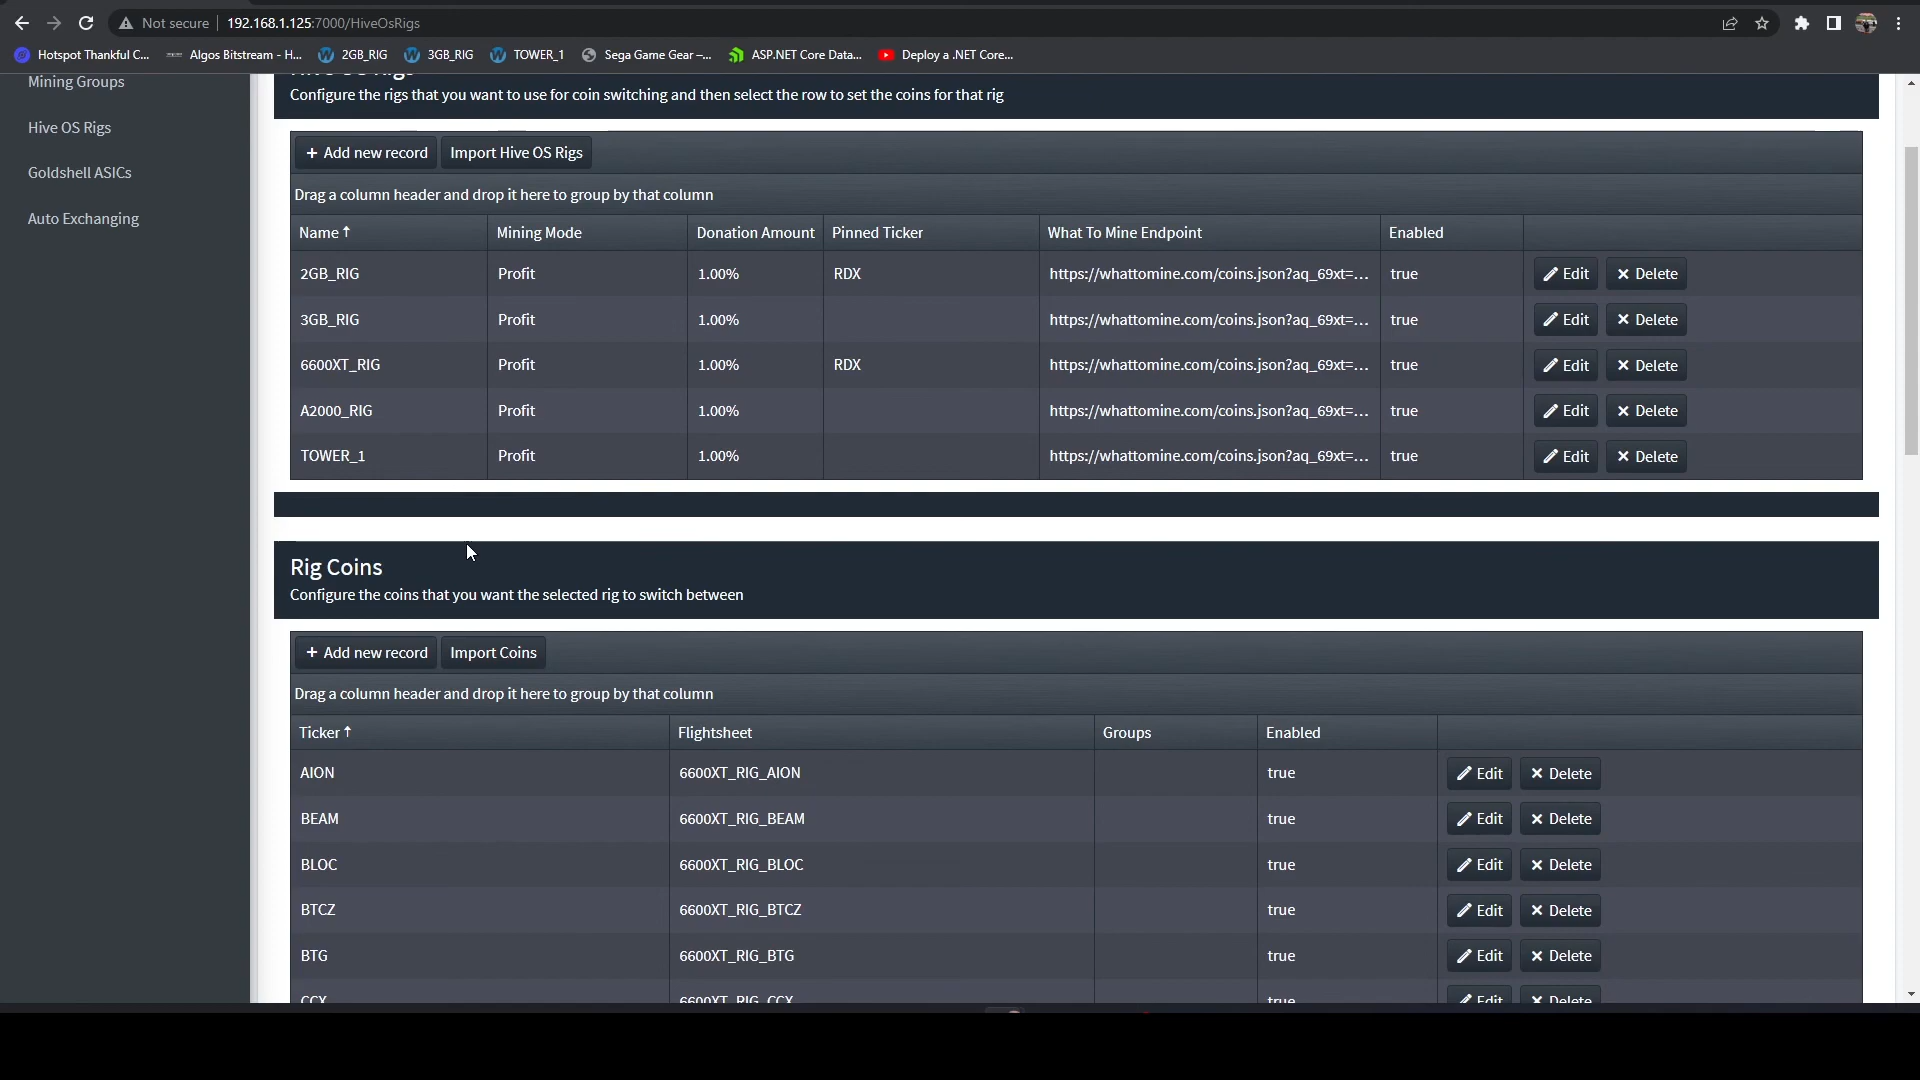 Not secure 192.168.1.125:7000/HiveOsRigs
Hotspot Thankful C... Algos Bitstream - H... 2GB_RIG 3GB_RIG TOWER_1 Sega Game Gear –... ASP.NET Core Data... Deploy a .NET Core...
Mining Groups
Hive OS Rigs
Goldshell ASICs
Auto Exchanging
Hive OS Rigs
Configure the rigs that you want to use for coin switching and then select the row to set the coins for that rig
+ Add new record Import Hive OS Rigs
Drag a column header and drop it here to group by that column
Name ↑ Mining Mode Donation Amount Pinned Ticker What To Mine Endpoint Enabled
2GB_RIG Profit 1.00% RDX https://whattomine.com/coins.json?aq_69xt=... true Edit Delete
3GB_RIG Profit 1.00% https://whattomine.com/coins.json?aq_69xt=... true Edit Delete
6600XT_RIG Profit 1.00% RDX https://whattomine.com/coins.json?aq_69xt=... true Edit Delete
A2000_RIG Profit 1.00% https://whattomine.com/coins.json?aq_69xt=... true Edit Delete
TOWER_1 Profit 1.00% https://whattomine.com/coins.json?aq_69xt=... true Edit Delete
Rig Coins
Configure the coins that you want the selected rig to switch between
+ Add new record Import Coins
Drag a column header and drop it here to group by that column
Ticker ↑ Flightsheet Groups Enabled
AION 6600XT_RIG_AION true Edit Delete
BEAM 6600XT_RIG_BEAM true Edit Delete
BLOC 6600XT_RIG_BLOC true Edit Delete
BTCZ 6600XT_RIG_BTCZ true Edit Delete
BTG 6600XT_RIG_BTG true Edit Delete
CCX 6600XT_RIG_CCX true Edit Delete